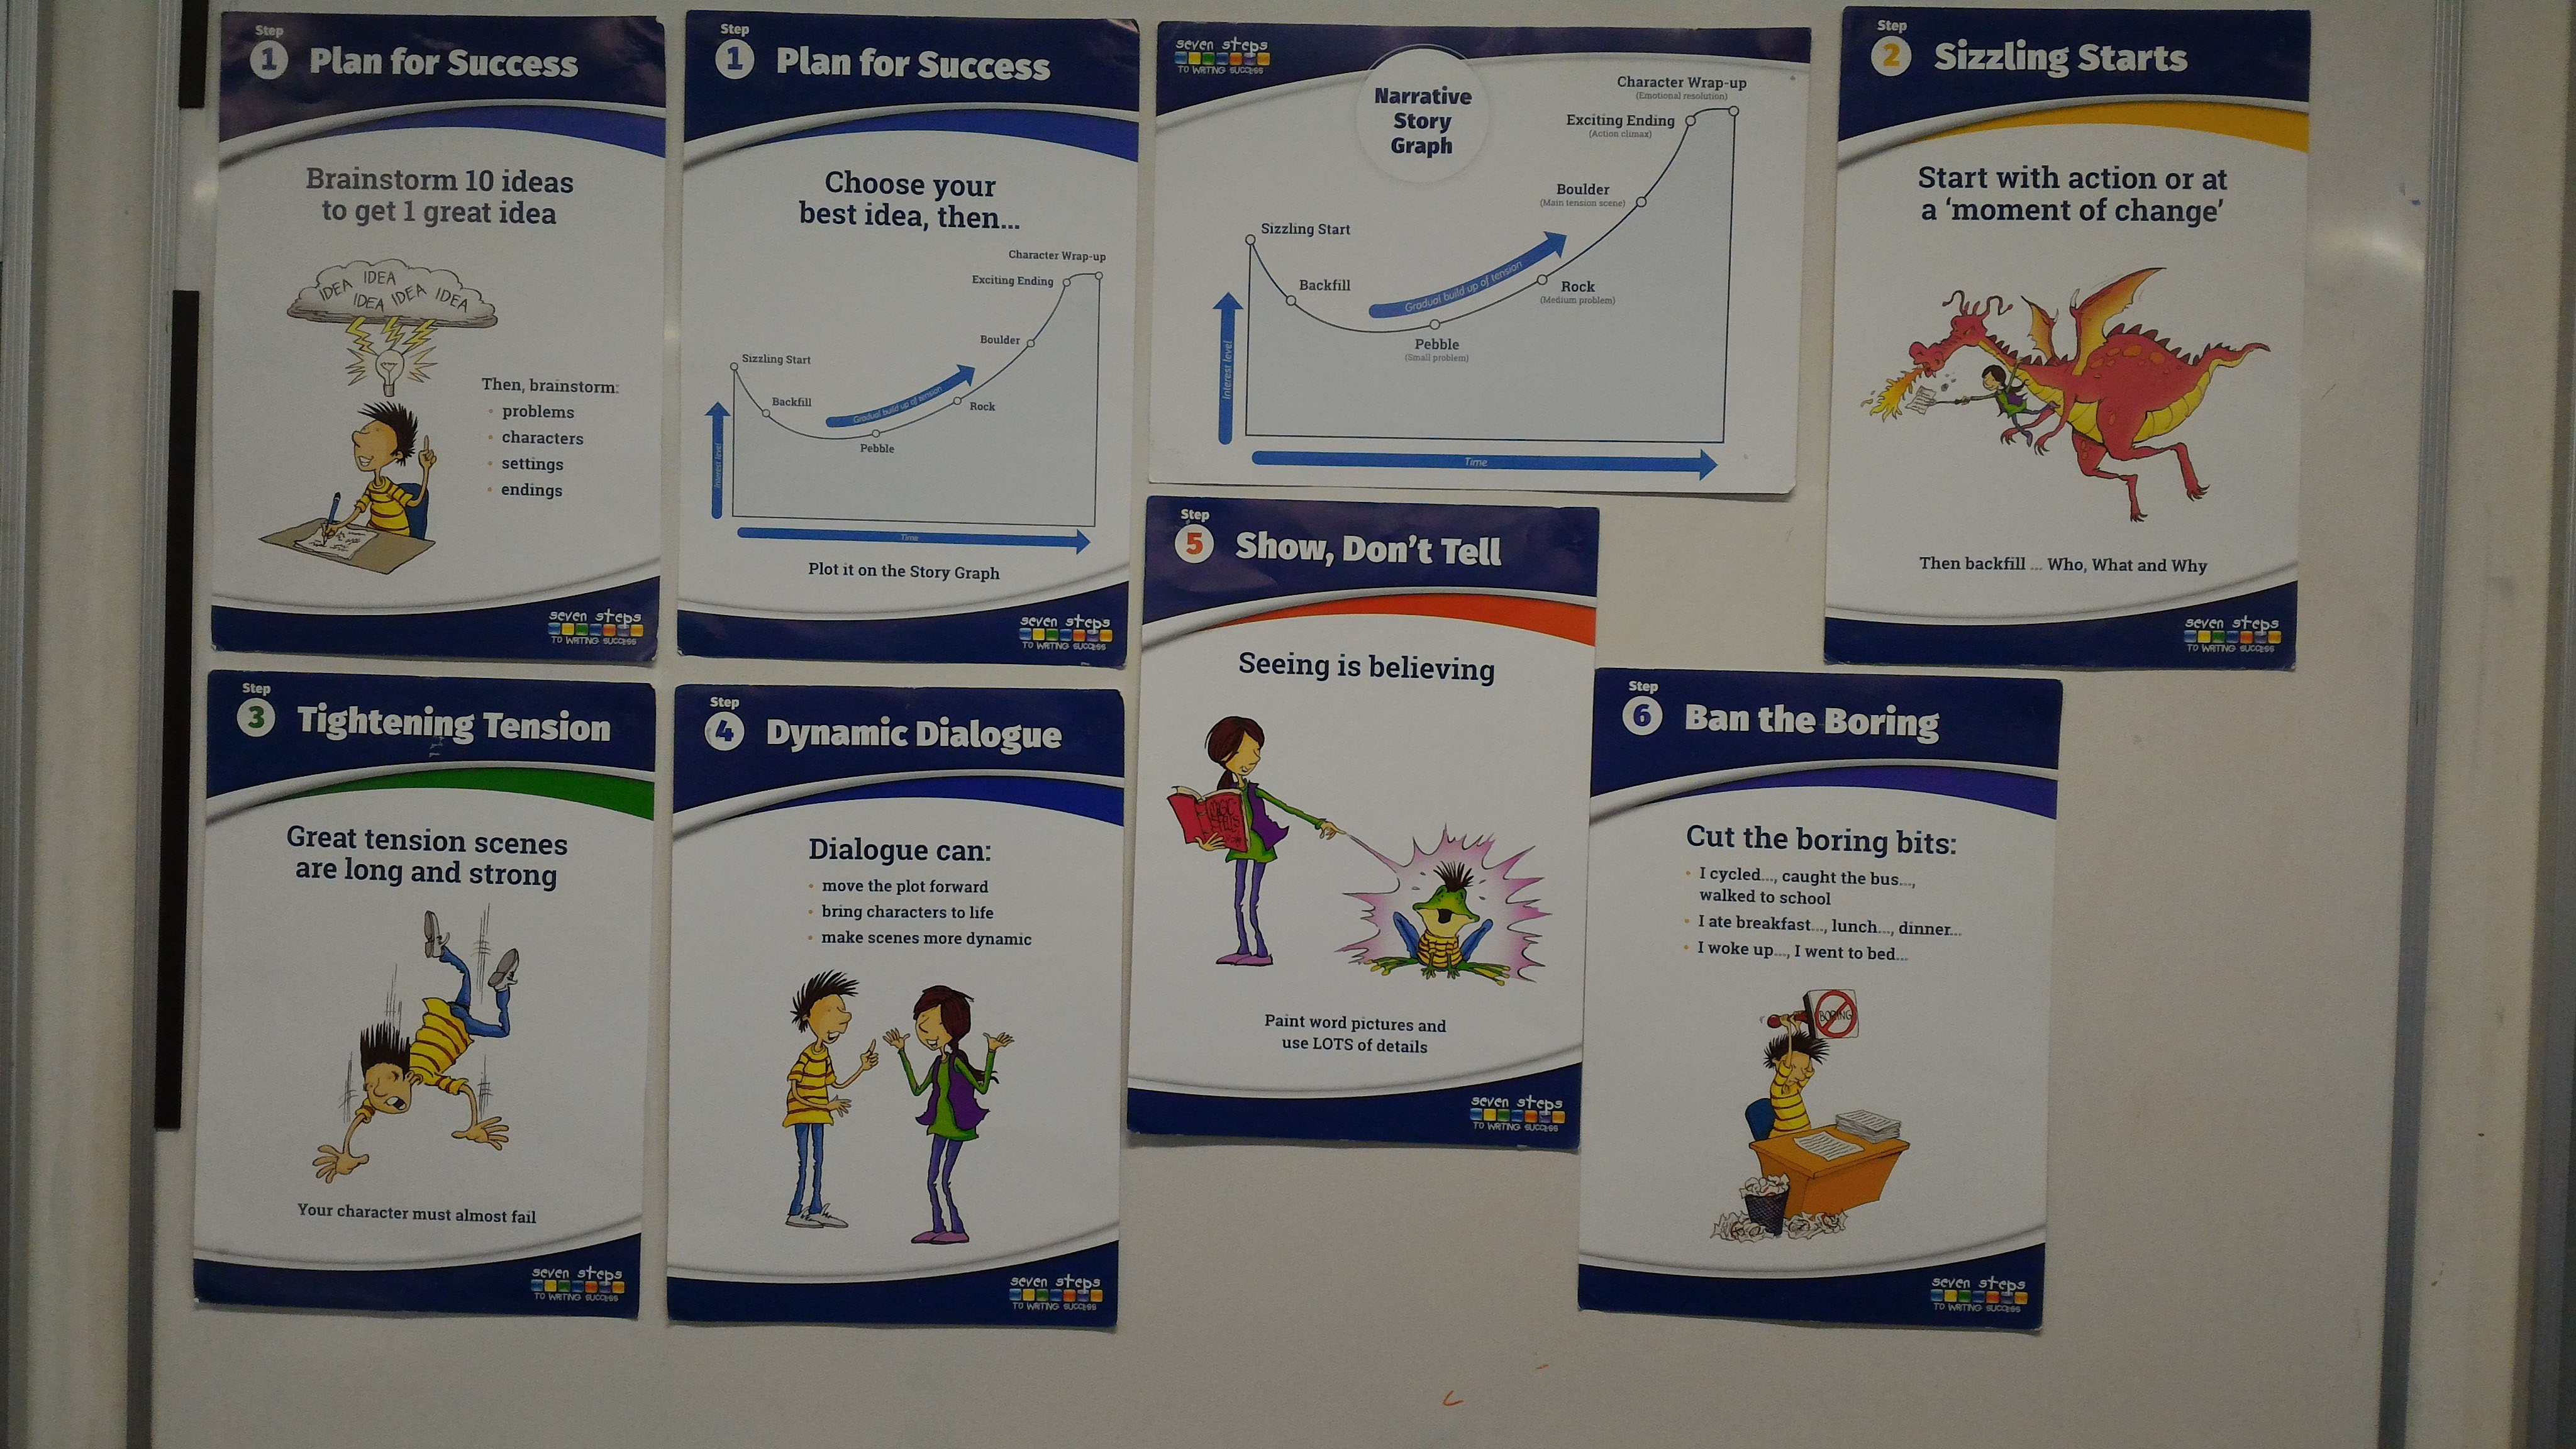 Step
1 Plan for Success
Brainstorm 10 ideas
to get 1 great idea
IDEA IDEA
IDEA IDEA IDEA
Then, brainstorm:
• problems
• characters
• settings
• endings
seven steps
TO WRITING SUCCESS
Step
1 Plan for Success
Choose your
best idea, then...
Character Wrap-up
Exciting Ending
Boulder
Sizzling Start
Backfill
Gradual build up of tension
Rock
Pebble
Interest level
Time
Plot it on the Story Graph
seven steps
TO WRITING SUCCESS
seven steps
TO WRITING SUCCESS
Narrative
Story
Graph
Character Wrap-up
(Emotional resolution)
Exciting Ending
(Action climax)
Boulder
(Main tension scene)
Sizzling Start
Backfill
Gradual build up of tension
Rock
(Medium problem)
Pebble
(Small problem)
Interest level
Time
Step
2 Sizzling Starts
Start with action or at
a ‘moment of change’
Then backfill ... Who, What and Why
seven steps
TO WRITING SUCCESS
Step
3 Tightening Tension
Great tension scenes
are long and strong
Your character must almost fail
seven steps
TO WRITING SUCCESS
Step
4 Dynamic Dialogue
Dialogue can:
• move the plot forward
• bring characters to life
• make scenes more dynamic
seven steps
TO WRITING SUCCESS
Step
5 Show, Don’t Tell
Seeing is believing
Paint word pictures and
use LOTS of details
seven steps
TO WRITING SUCCESS
Step
6 Ban the Boring
Cut the boring bits:
• I cycled..., caught the bus...,
walked to school
• I ate breakfast..., lunch..., dinner...
• I woke up..., I went to bed...
BORING
seven steps
TO WRITING SUCCESS